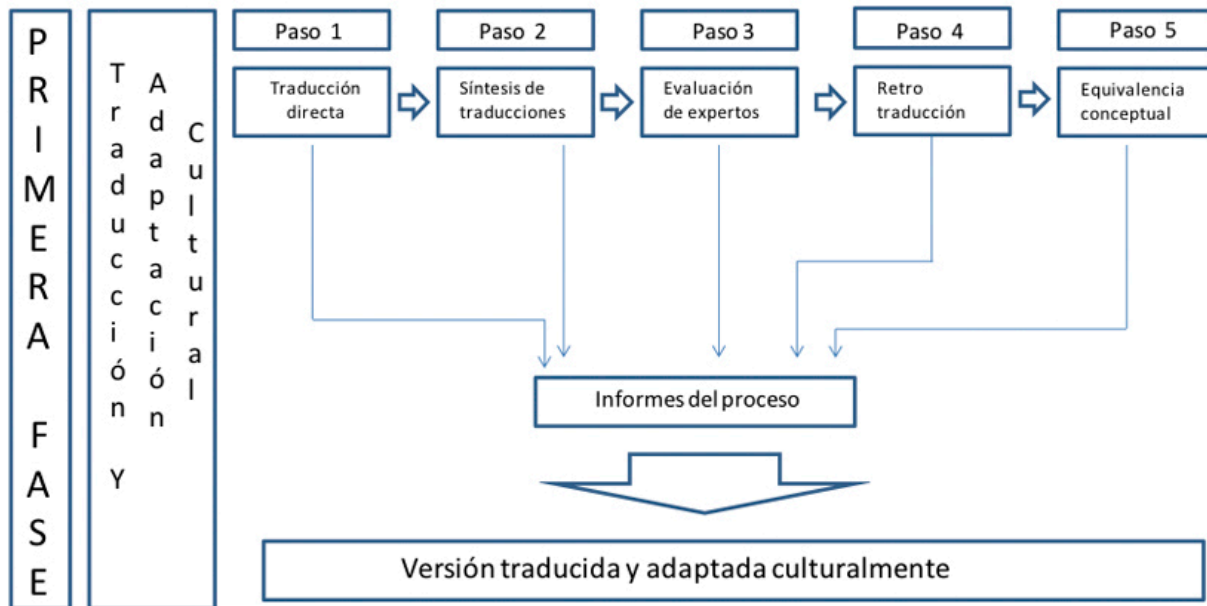 PRIMERA FASE
Traducción Y
Adaptación
Cultural
Paso 1
Paso 2
Paso 3
Paso 4
Paso 5
Traducción
directa
Síntesis de
traducciones
Evaluación
de expertos
Retro
traducción
Equivalencia
conceptual
Informes del proceso
Versión traducida y adaptada culturalmente